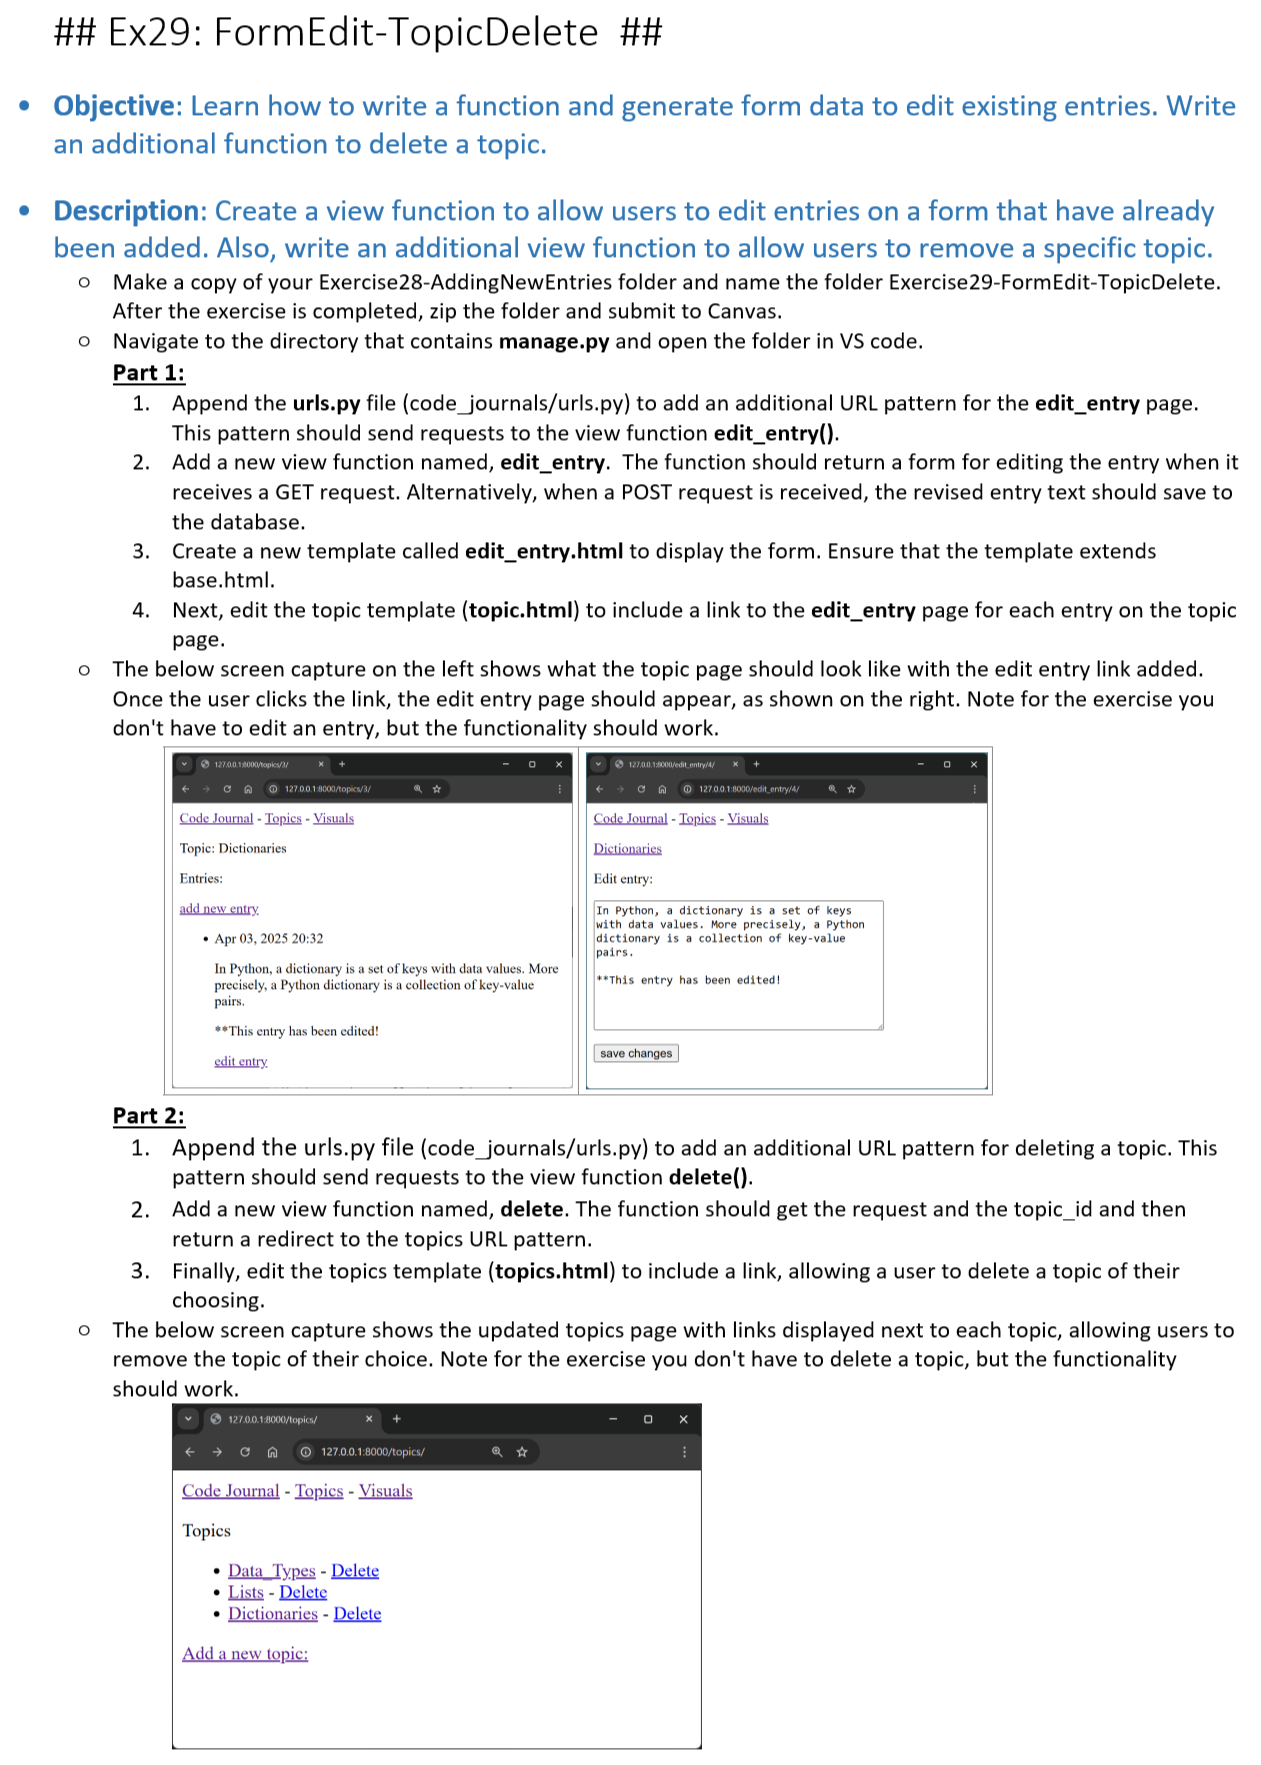 ## Ex29: FormEdit-TopicDelete ##
• Objective: Learn how to write a function and generate form data to edit existing entries. Write
an additional function to delete a topic.
• Description: Create a view function to allow users to edit entries on a form that have already
been added. Also, write an additional view function to allow users to remove a specific topic.
o Make a copy of your Exercise28-AddingNewEntries folder and name the folder Exercise29-FormEdit-TopicDelete.
After the exercise is completed, zip the folder and submit to Canvas.
o Navigate to the directory that contains manage.py and open the folder in VS code.
Part 1:
1. Append the urls.py file (code_journals/urls.py) to add an additional URL pattern for the edit_entry page.
This pattern should send requests to the view function edit_entry().
2. Add a new view function named, edit_entry. The function should return a form for editing the entry when it
receives a GET request. Alternatively, when a POST request is received, the revised entry text should save to
the database.
3. Create a new template called edit_entry.html to display the form. Ensure that the template extends
base.html.
4. Next, edit the topic template (topic.html) to include a link to the edit_entry page for each entry on the topic
page.
o The below screen capture on the left shows what the topic page should look like with the edit entry link added.
Once the user clicks the link, the edit entry page should appear, as shown on the right. Note for the exercise you
don't have to edit an entry, but the functionality should work.
127.0.0.1:8000/topics/3/
127.0.0.1:8000/topics/3/
Code Journal - Topics - Visuals
Topic: Dictionaries
Entries:
add new entry
• Apr 03, 2025 20:32
In Python, a dictionary is a set of keys with data values. More
precisely, a Python dictionary is a collection of key-value
pairs.
**This entry has been edited!
edit entry
127.0.0.1:8000/edit_entry/4/
127.0.0.1:8000/edit_entry/4/
Code Journal - Topics - Visuals
Dictionaries
Edit entry:
In Python, a dictionary is a set of keys
with data values. More precisely, a Python
dictionary is a collection of key-value
pairs.
**This entry has been edited!
save changes
Part 2:
1. Append the urls.py file (code_journals/urls.py) to add an additional URL pattern for deleting a topic. This
pattern should send requests to the view function delete().
2. Add a new view function named, delete. The function should get the request and the topic_id and then
return a redirect to the topics URL pattern.
3. Finally, edit the topics template (topics.html) to include a link, allowing a user to delete a topic of their
choosing.
o The below screen capture shows the updated topics page with links displayed next to each topic, allowing users to
remove the topic of their choice. Note for the exercise you don't have to delete a topic, but the functionality
should work.
127.0.0.1:8000/topics/
127.0.0.1:8000/topics/
Code Journal - Topics - Visuals
Topics
• Data_Types - Delete
• Lists - Delete
• Dictionaries - Delete
Add a new topic: